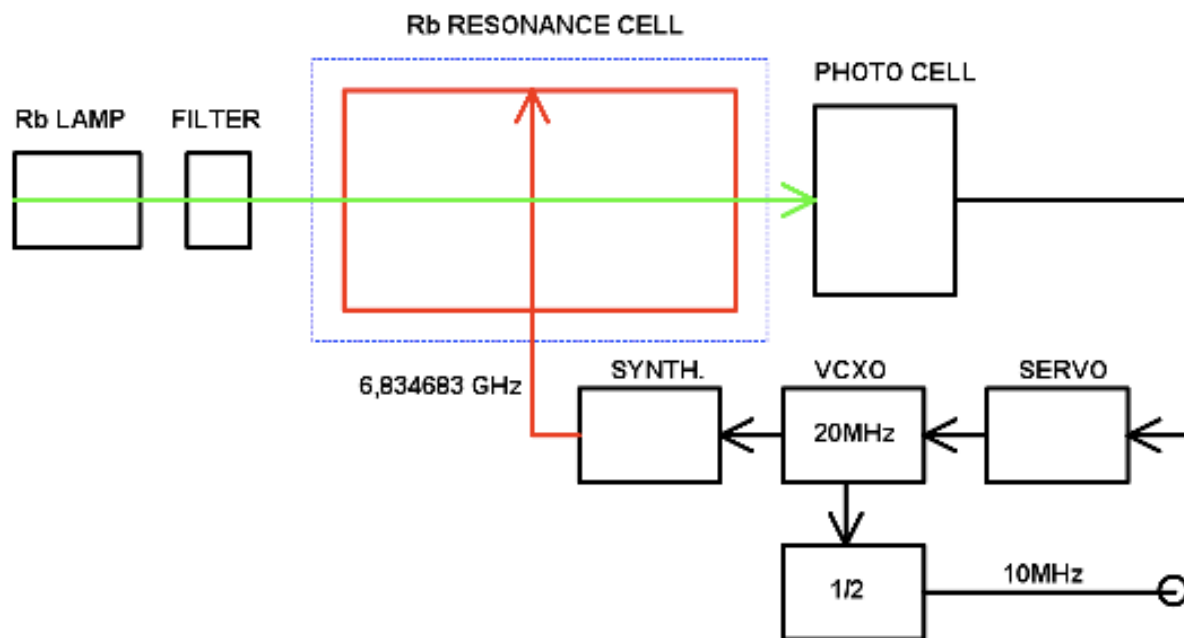 Rb RESONANCE CELL
PHOTO CELL
Rb LAMP
FILTER
6,834683 GHz
SYNTH.
VCXO
SERVO
20MHz
1/2
10MHz